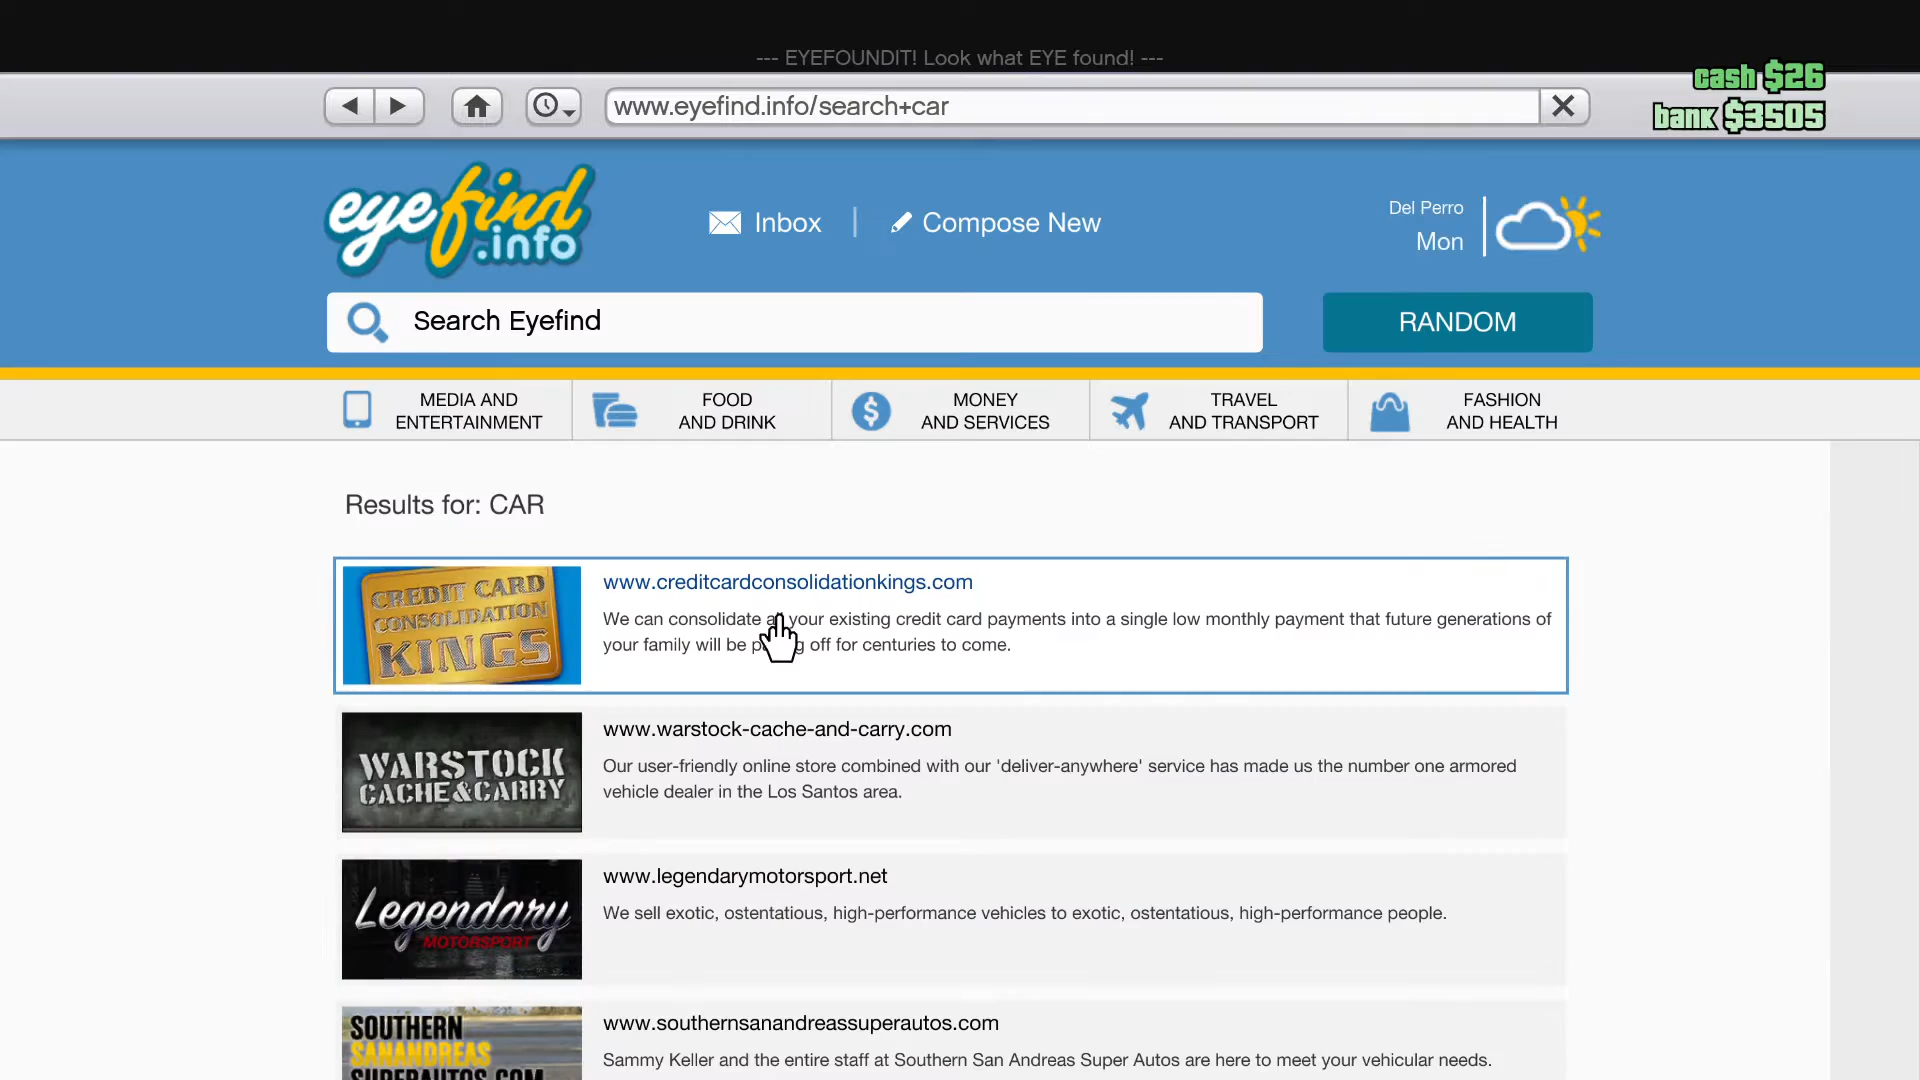 --- EYEFOUNDIT! Look what EYE found! ---
cash $26
www.eyefind.info/search+car
bank $3505
eyefind
.info
Inbox
Compose New
Del Perro
Mon
Search Eyefind
RANDOM
MEDIA AND
ENTERTAINMENT
FOOD
AND DRINK
MONEY
AND SERVICES
TRAVEL
AND TRANSPORT
FASHION
AND HEALTH
Results for: CAR
CREDIT CARD
CONSOLIDATION
KINGS
www.creditcardconsolidationkings.com
We can consolidate your existing credit card payments into a single low monthly payment that future generations of
your family will be off for centuries to come.
WARSTOCK
CACHE&CARRY
www.warstock-cache-and-carry.com
Our user-friendly online store combined with our 'deliver-anywhere' service has made us the number one armored
vehicle dealer in the Los Santos area.
Legendary
MOTORSPORT
www.legendarymotorsport.net
We sell exotic, ostentatious, high-performance vehicles to exotic, ostentatious, high-performance people.
SOUTHERN
SANANDREAS
SUPERAUTOS.COM
www.southernsanandreassuperautos.com
Sammy Keller and the entire staff at Southern San Andreas Super Autos are here to meet your vehicular needs.